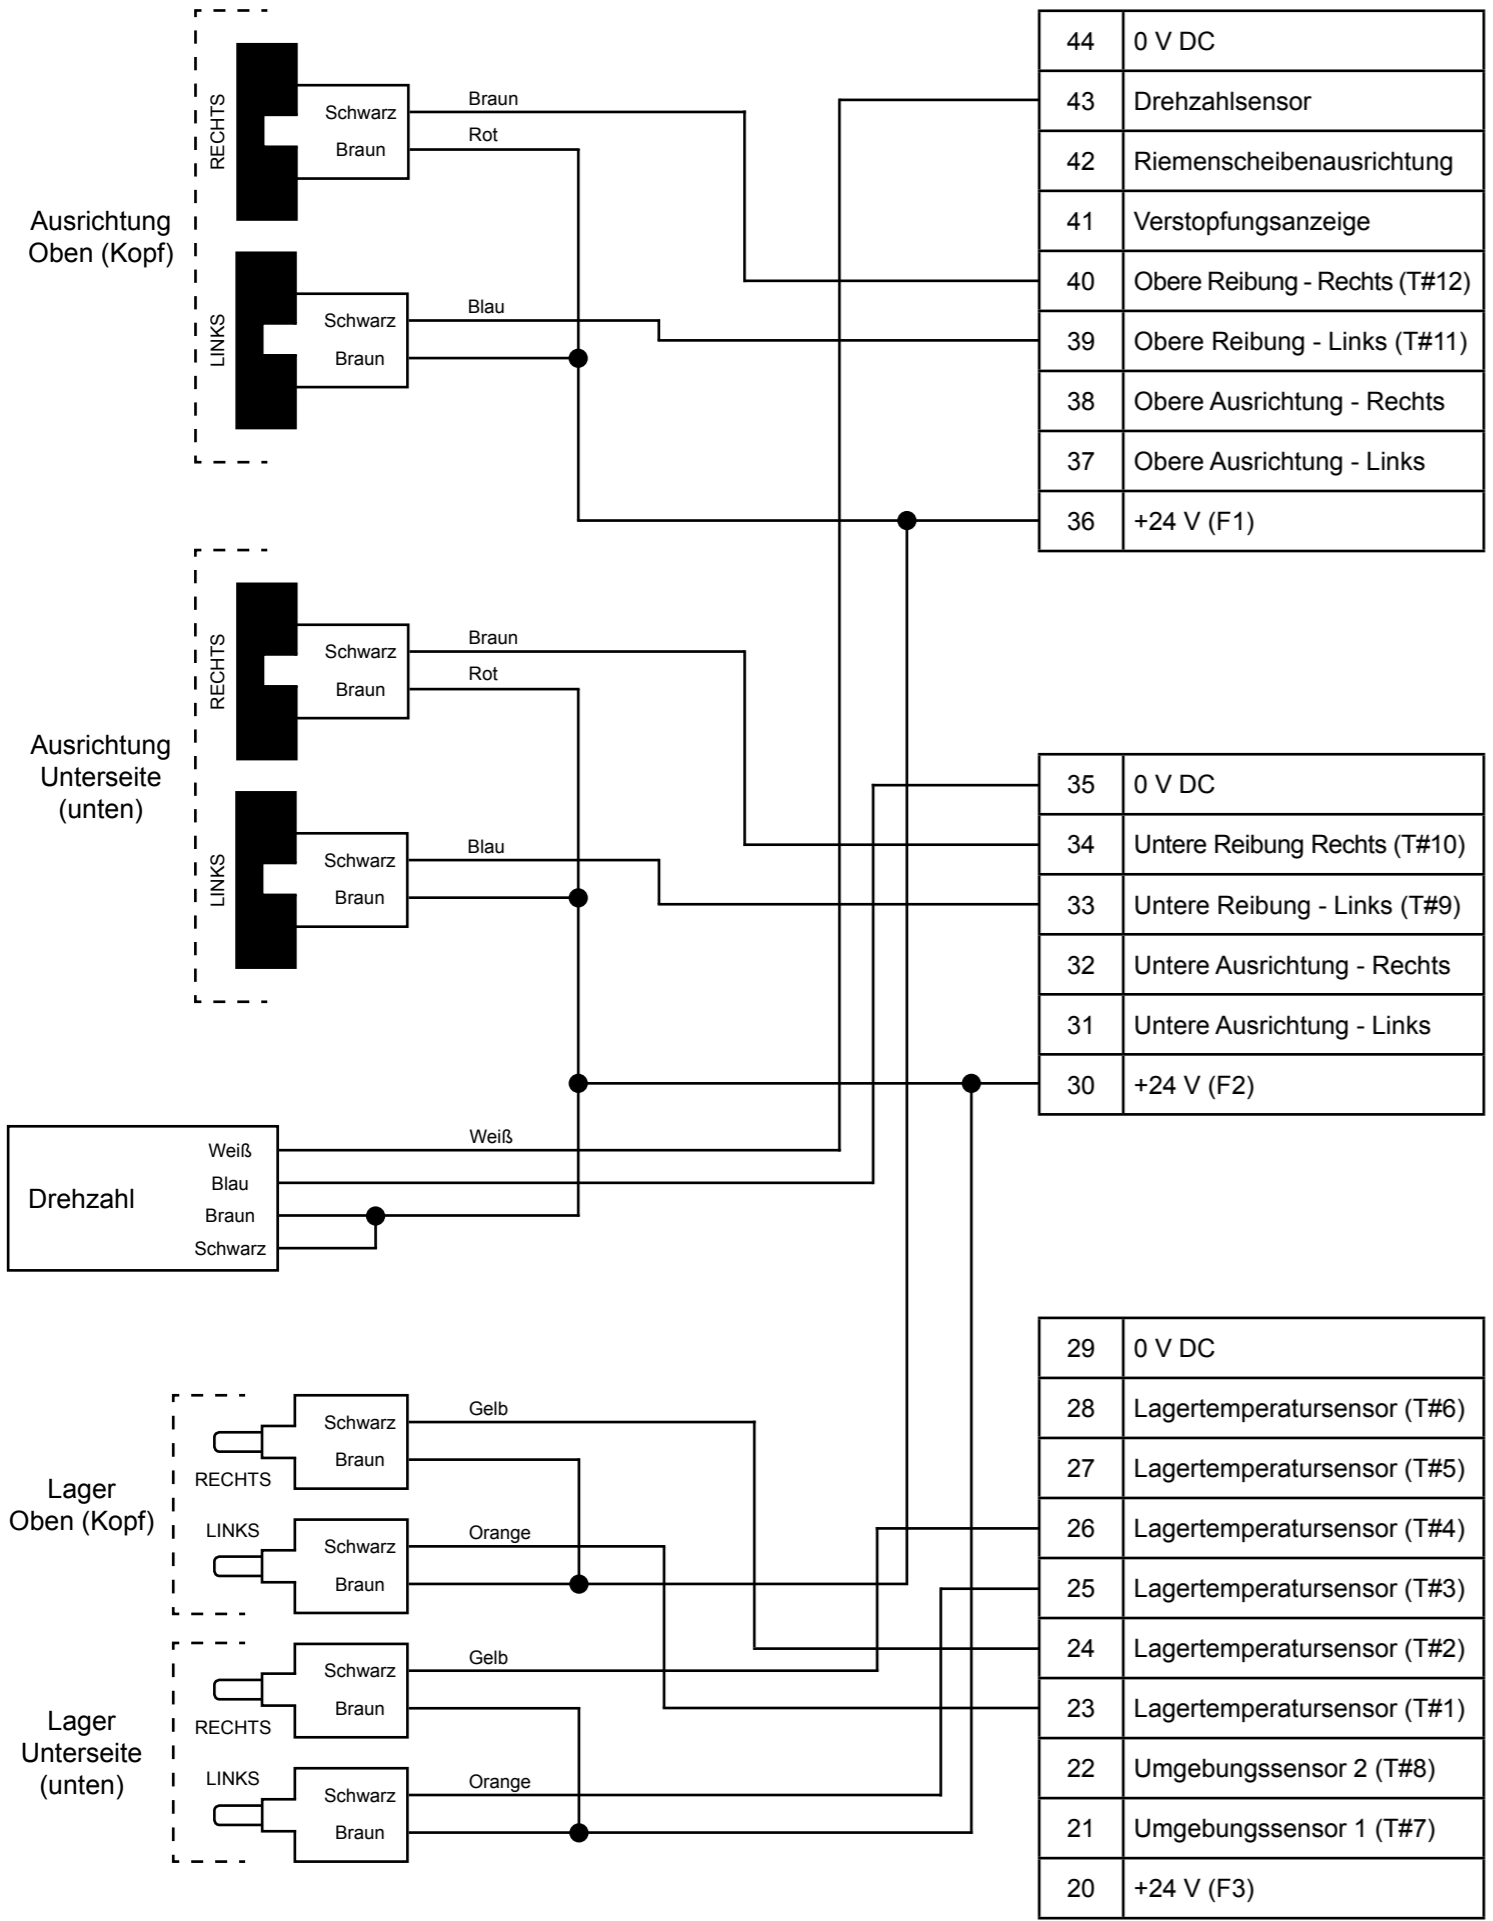 Ausrichtung
Oben (Kopf)
RECHTS
Schwarz
Braun
Braun
Rot
LINKS
Schwarz
Braun
Blau
Ausrichtung
Unterseite
(unten)
RECHTS
Schwarz
Braun
Braun
Rot
LINKS
Schwarz
Braun
Blau
Drehzahl
Weiß
Blau
Braun
Schwarz
Weiß
Lager
Oben (Kopf)
RECHTS
Schwarz
Braun
Gelb
LINKS
Schwarz
Braun
Orange
Lager
Unterseite
(unten)
RECHTS
Schwarz
Braun
Gelb
LINKS
Schwarz
Braun
Orange
44 0 V DC
43 Drehzahlsensor
42 Riemenscheibenausrichtung
41 Verstopfungsanzeige
40 Obere Reibung - Rechts (T#12)
39 Obere Reibung - Links (T#11)
38 Obere Ausrichtung - Rechts
37 Obere Ausrichtung - Links
36 +24 V (F1)
35 0 V DC
34 Untere Reibung Rechts (T#10)
33 Untere Reibung - Links (T#9)
32 Untere Ausrichtung - Rechts
31 Untere Ausrichtung - Links
30 +24 V (F2)
29 0 V DC
28 Lagertemperatursensor (T#6)
27 Lagertemperatursensor (T#5)
26 Lagertemperatursensor (T#4)
25 Lagertemperatursensor (T#3)
24 Lagertemperatursensor (T#2)
23 Lagertemperatursensor (T#1)
22 Umgebungssensor 2 (T#8)
21 Umgebungssensor 1 (T#7)
20 +24 V (F3)